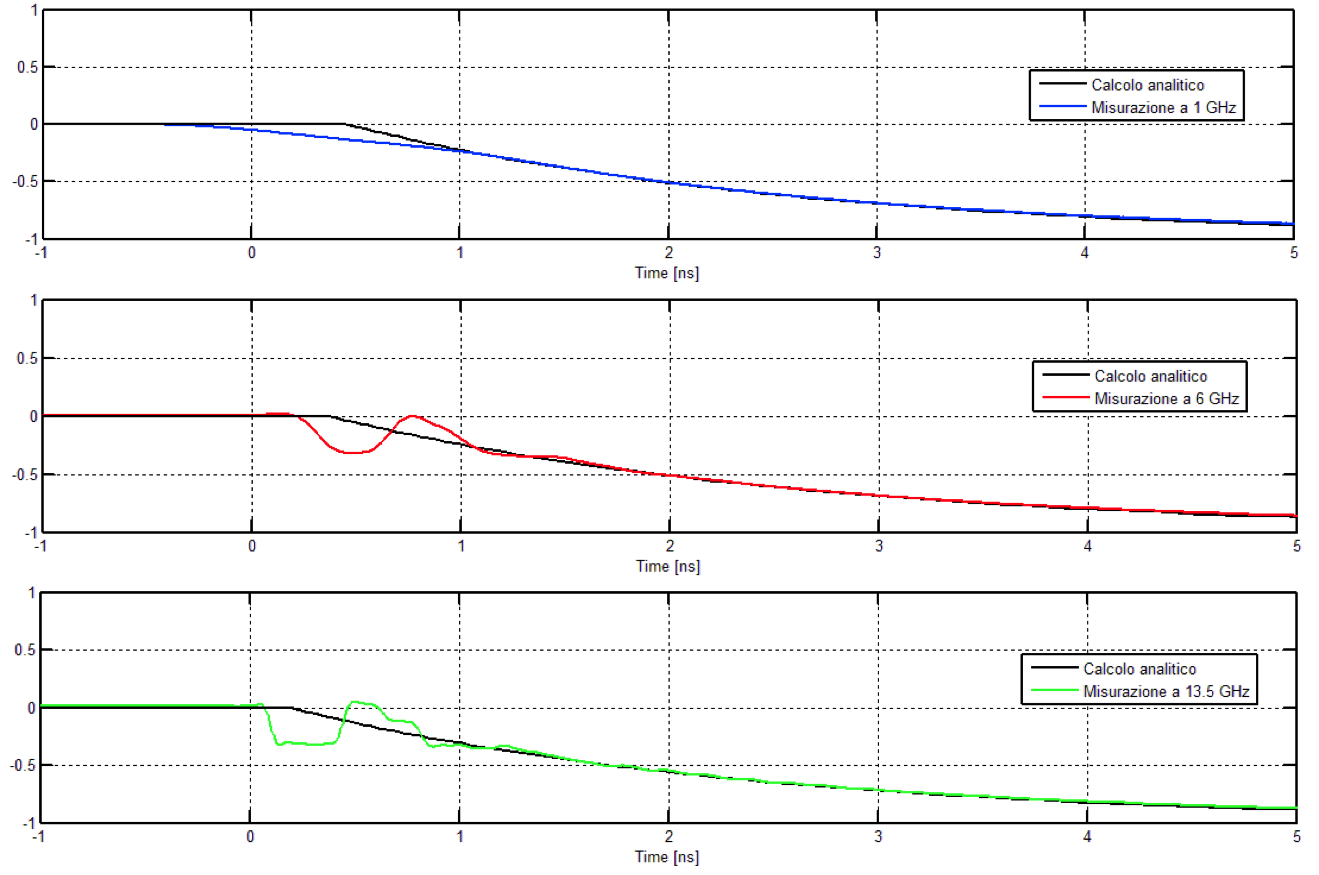 1
0.5
0
-0.5
-1
Calcolo analitico
Misurazione a 1 GHz
-1 0 1 2 3 4 5
Time [ns]
1
0.5
0
-0.5
-1
Calcolo analitico
Misurazione a 6 GHz
-1 0 1 2 3 4 5
Time [ns]
1
0.5
0
-0.5
-1
Calcolo analitico
Misurazione a 13.5 GHz
-1 0 1 2 3 4 5
Time [ns]